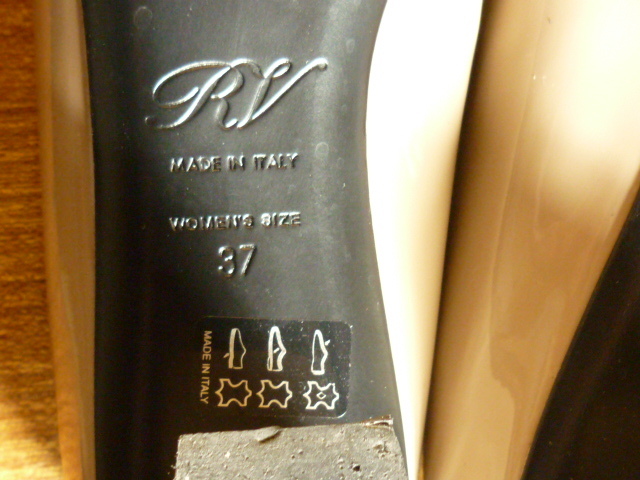 RV
MADE IN ITALY
WOMEN'S SIZE
37
MADE IN ITALY